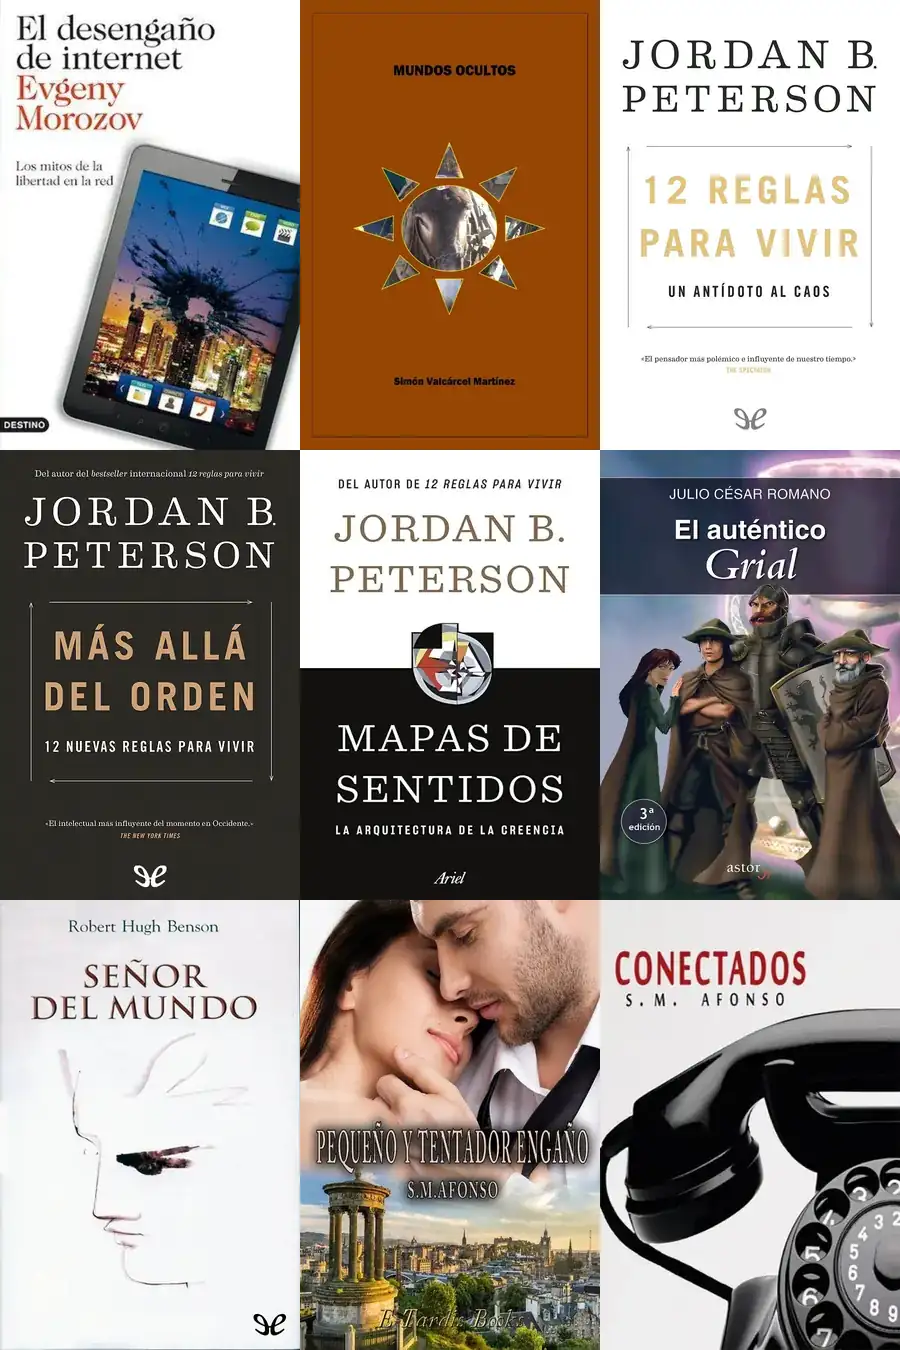 El desengaño
de internet
Evgeny
Morozov
Los mitos de la
libertad en la red
DESTINO
MUNDOS OCULTOS
Simón Valcárcel Martínez
JORDAN B.
PETERSON
12 REGLAS
PARA VIVIR
UN ANTÍDOTO AL CAOS
«El pensador más polémico e influyente de nuestro tiempo.»
THE SPECTATOR
Del autor del bestseller internacional 12 reglas para vivir
JORDAN B.
PETERSON
MÁS ALLÁ
DEL ORDEN
12 NUEVAS REGLAS PARA VIVIR
«El intelectual más influyente del momento en Occidente.»
THE NEW YORK TIMES
DEL AUTOR DE 12 REGLAS PARA VIVIR
JORDAN B.
PETERSON
MAPAS DE
SENTIDOS
LA ARQUITECTURA DE LA CREENCIA
Ariel
JULIO CÉSAR ROMANO
El auténtico
Grial
3ª
edición
astor
Robert Hugh Benson
SEÑOR
DEL MUNDO
PEQUEÑO Y TENTADOR ENGAÑO
S.M.AFONSO
E-Tardis Books
CONECTADOS
S.M. AFONSO